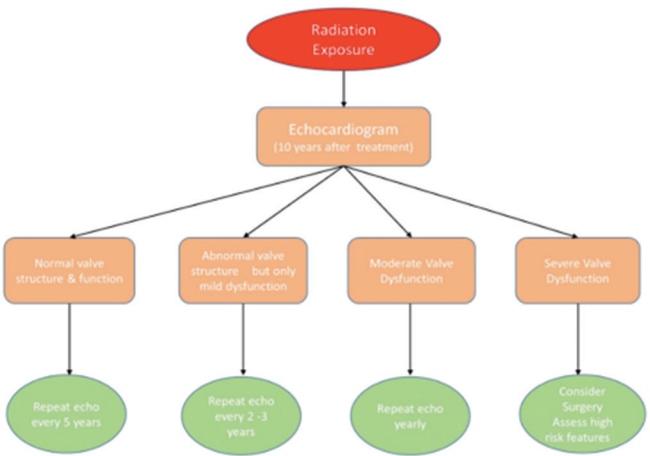 Radiation
Exposure
Echocardiogram
(10 years after treatment)
Normal valve
structure & function
Abnormal valve
structure but only
mild dysfunction
Moderate Valve
Dysfunction
Severe Valve
Dysfunction
Repeat echo
every 5 years
Repeat echo
every 2 -3
years
Repeat echo
yearly
Consider
Surgery
Assess high
risk features